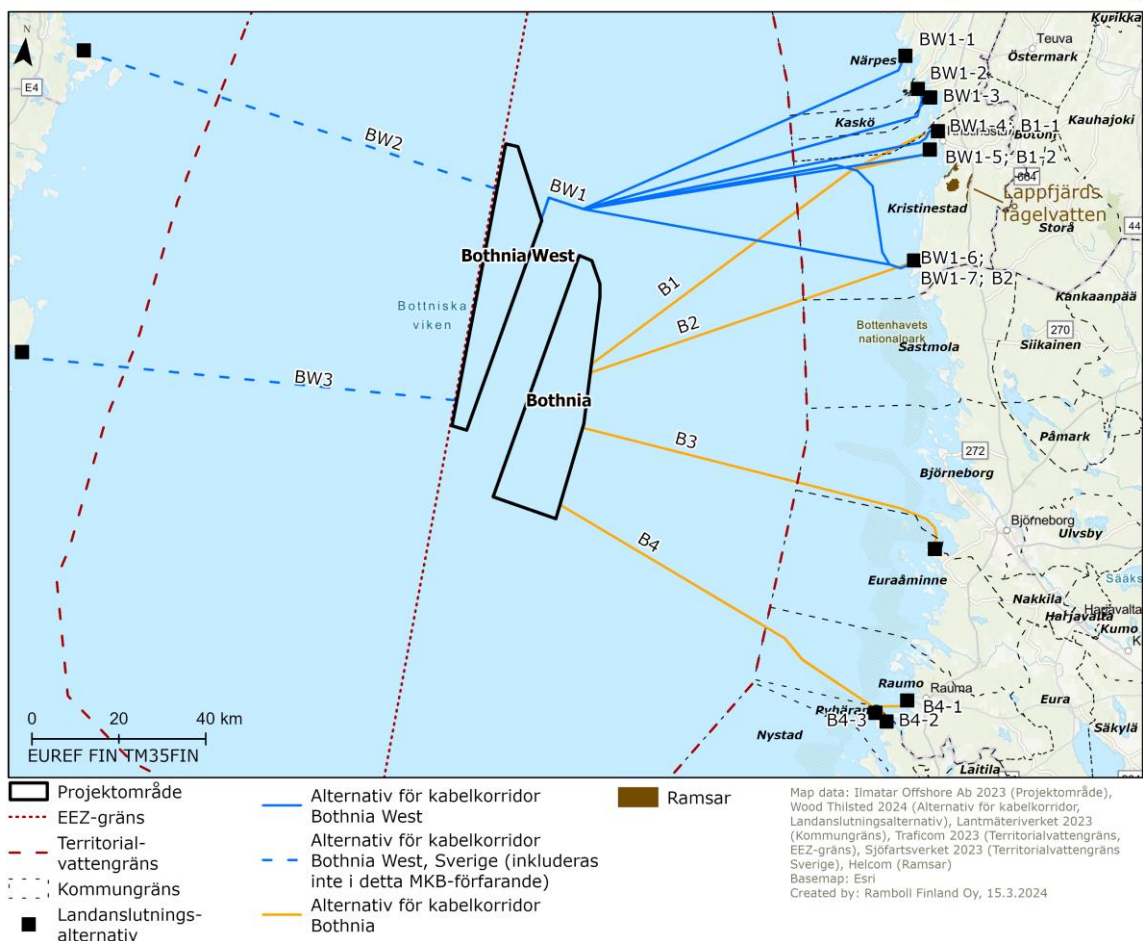 N
E4
BW2
BW1
BW3
Bothnia West
Bottniska
viken
Bothnia
B1
B2
B3
B4
BW1-1
Närpes
BW1-2
BW1-3
Kaskö
BW1-4; B1-1
BW1-5; B1-2
Kristinestad
Lappfjärds
fågelvatten
BW1-6;
BW1-7; B2
Teuva
Östermark
Kurikka
Kauhajoki
Botom
664
Storå
44
Kankaanpää
270
Siikainen
Bottenhavets
nationalpark
Sastmola
Påmark
272
Björneborg
Björneborg
Ulvsby
Sääks
Euraåminne
Nakkila
Harjavalta
Harjavalta
Kumo
K
Raumo
Rauma
Eura
B4-1
B4-3
B4-2
Nystad
Säkylä
Laitila
0 20 40 km
EUREF FIN TM35FIN
Projektområde
EEZ-gräns
Territorial-
vattengräns
Kommungräns
Landanslutnings-
alternativ
Alternativ för kabelkorridor
Bothnia West
Alternativ för kabelkorridor
Bothnia West, Sverige (inkluderas
inte i detta MKB-förfarande)
Alternativ för kabelkorridor
Bothnia
Ramsar
Map data: Ilmatar Offshore Ab 2023 (Projektområde),
Wood Thilsted 2024 (Alternativ för kabelkorridor,
Landanslutningsalternativ), Lantmäteriverket 2023
(Kommungräns), Traficom 2023 (Territorialvattengräns,
EEZ-gräns), Sjöfartsverket 2023 (Territorialvattengräns
Sverige), Helcom (Ramsar)
Basemap: Esri
Created by: Ramboll Finland Oy, 15.3.2024